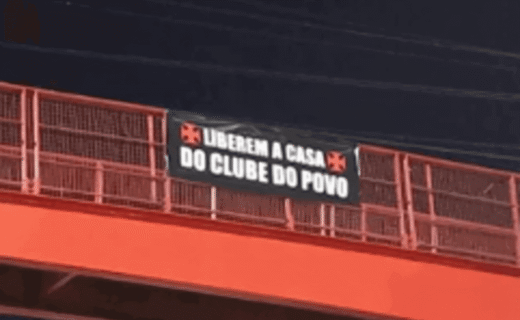 LIBEREM A CASA
DO CLUBE DO POVO